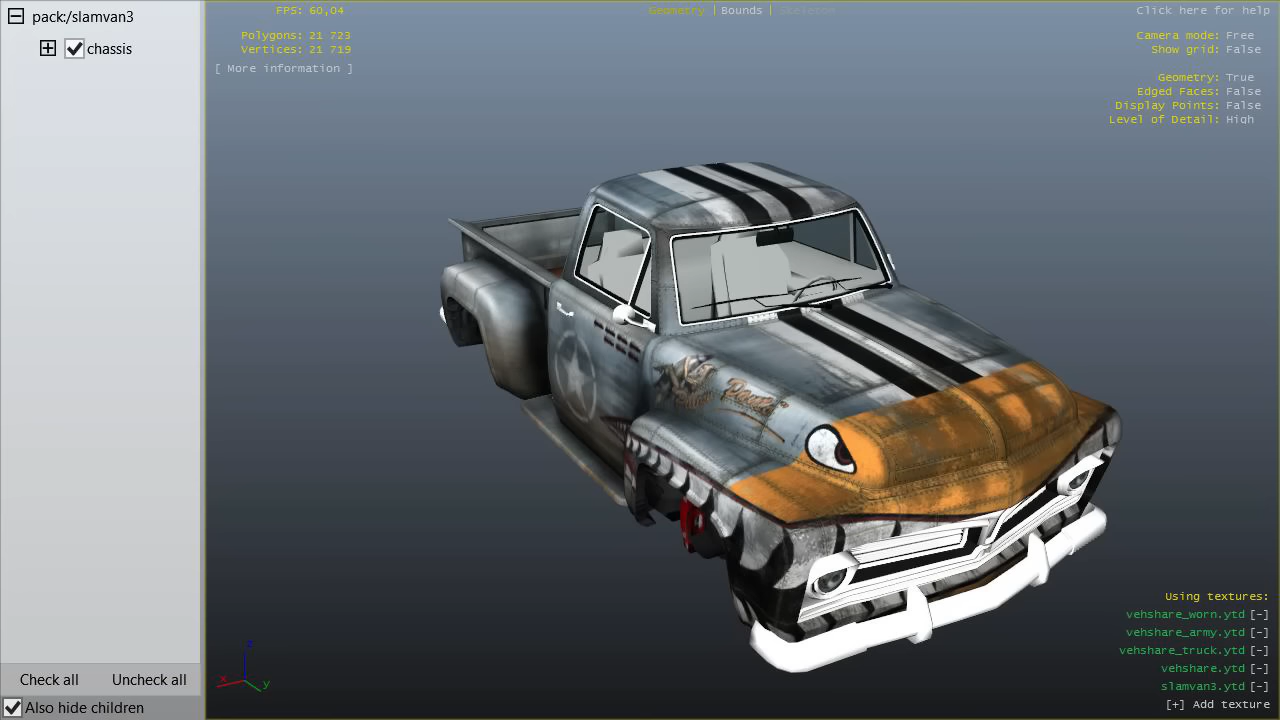 pack:/slamvan3
chassis
Check all Uncheck all
Also hide children
FPS: 60,04
Polygons: 21 723
Vertices: 21 719
[ More information ]
Geometry | Bounds | Skeleton
Click here for help
Camera mode: Free
Show grid: False
Geometry: True
Edged Faces: False
Display Points: False
Level of Detail: High
Using textures:
vehshare_worn.ytd [-]
vehshare_army.ytd [-]
vehshare_truck.ytd [-]
vehshare.ytd [-]
slamvan3.ytd [-]
[+] Add texture
z
x
y